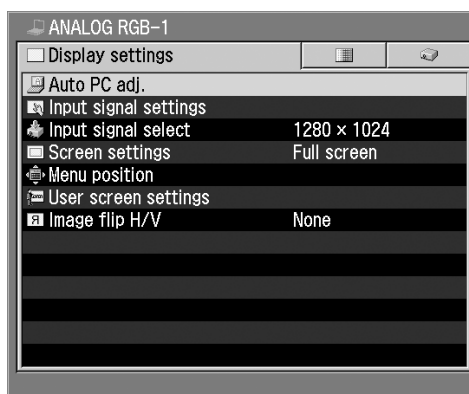 ANALOG RGB-1
Display settings
Auto PC adj.
Input signal settings
Input signal select 1280 × 1024
Screen settings Full screen
Menu position
User screen settings
Image flip H/V None